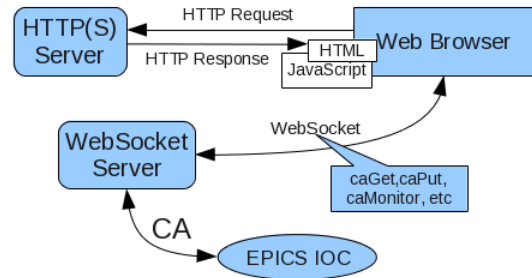 HTTP Request
HTTP(S)
Server
HTTP Response
HTML
JavaScript
Web Browser
WebSocket
WebSocket
Server
caGet,caPut,
caMonitor, etc
CA
EPICS IOC